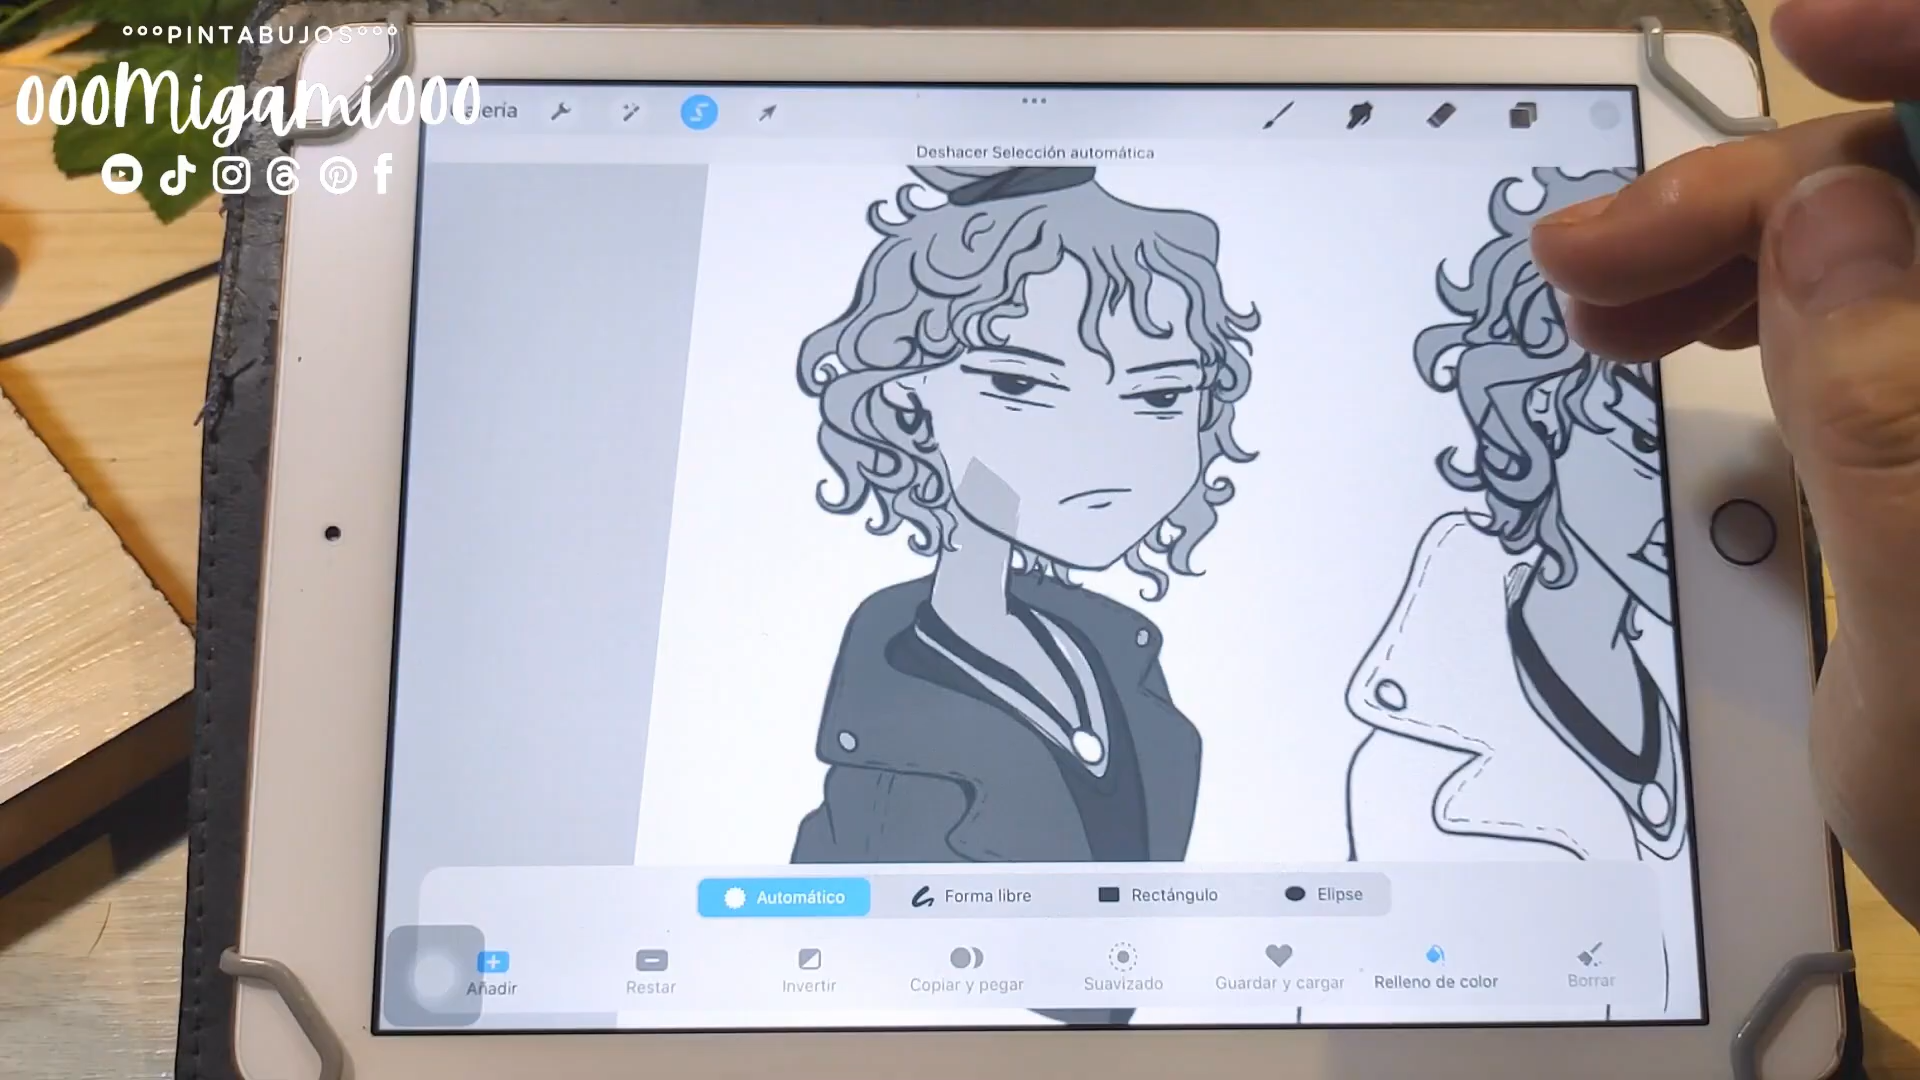 °°°PINTABUJOS°°°
oooMigamiooo
Galería
Deshacer Selección automática
Automático
Forma libre
Rectángulo
Elipse
Añadir
Restar
Invertir
Copiar y pegar
Suavizado
Guardar y cargar
Relleno de color
Borrar